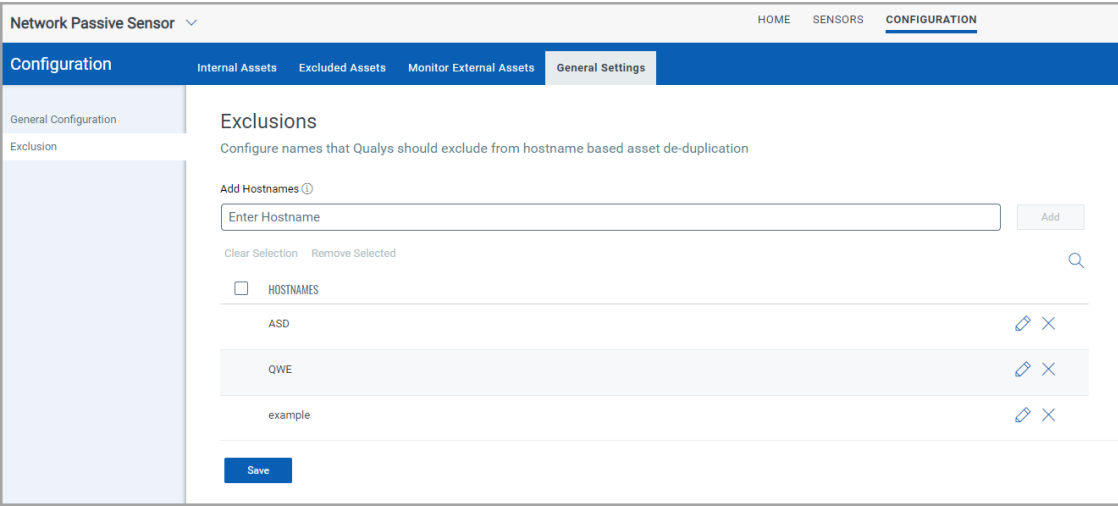 Network Passive Sensor
HOME SENSORS CONFIGURATION
Configuration
Internal Assets Excluded Assets Monitor External Assets General Settings
General Configuration
Exclusion
Exclusions
Configure names that Qualys should exclude from hostname based asset de-duplication
Add Hostnames
Enter Hostname
Add
Clear Selection Remove Selected
HOSTNAMES
ASD
QWE
example
Save